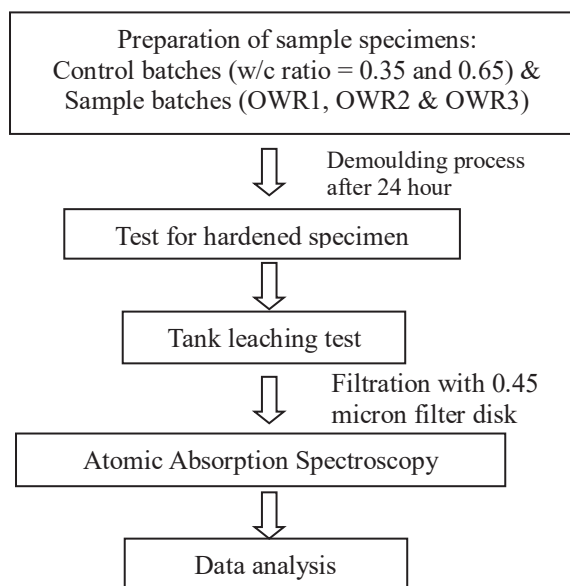 Preparation of sample specimens:
Control batches (w/c ratio = 0.35 and 0.65) &
Sample batches (OWR1, OWR2 & OWR3)
Demoulding process
after 24 hour
Test for hardened specimen
Tank leaching test
Filtration with 0.45
micron filter disk
Atomic Absorption Spectroscopy
Data analysis